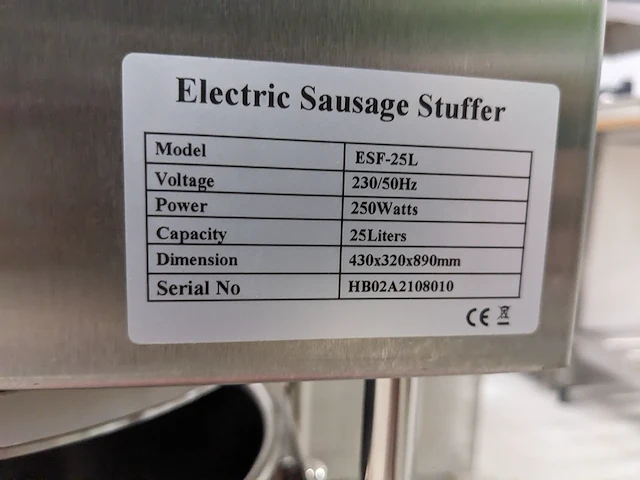 Electric Sausage Stuffer
Model ESF-25L
Voltage 230/50Hz
Power 250Watts
Capacity 25Liters
Dimension 430x320x890mm
Serial No HB02A2108010
CE